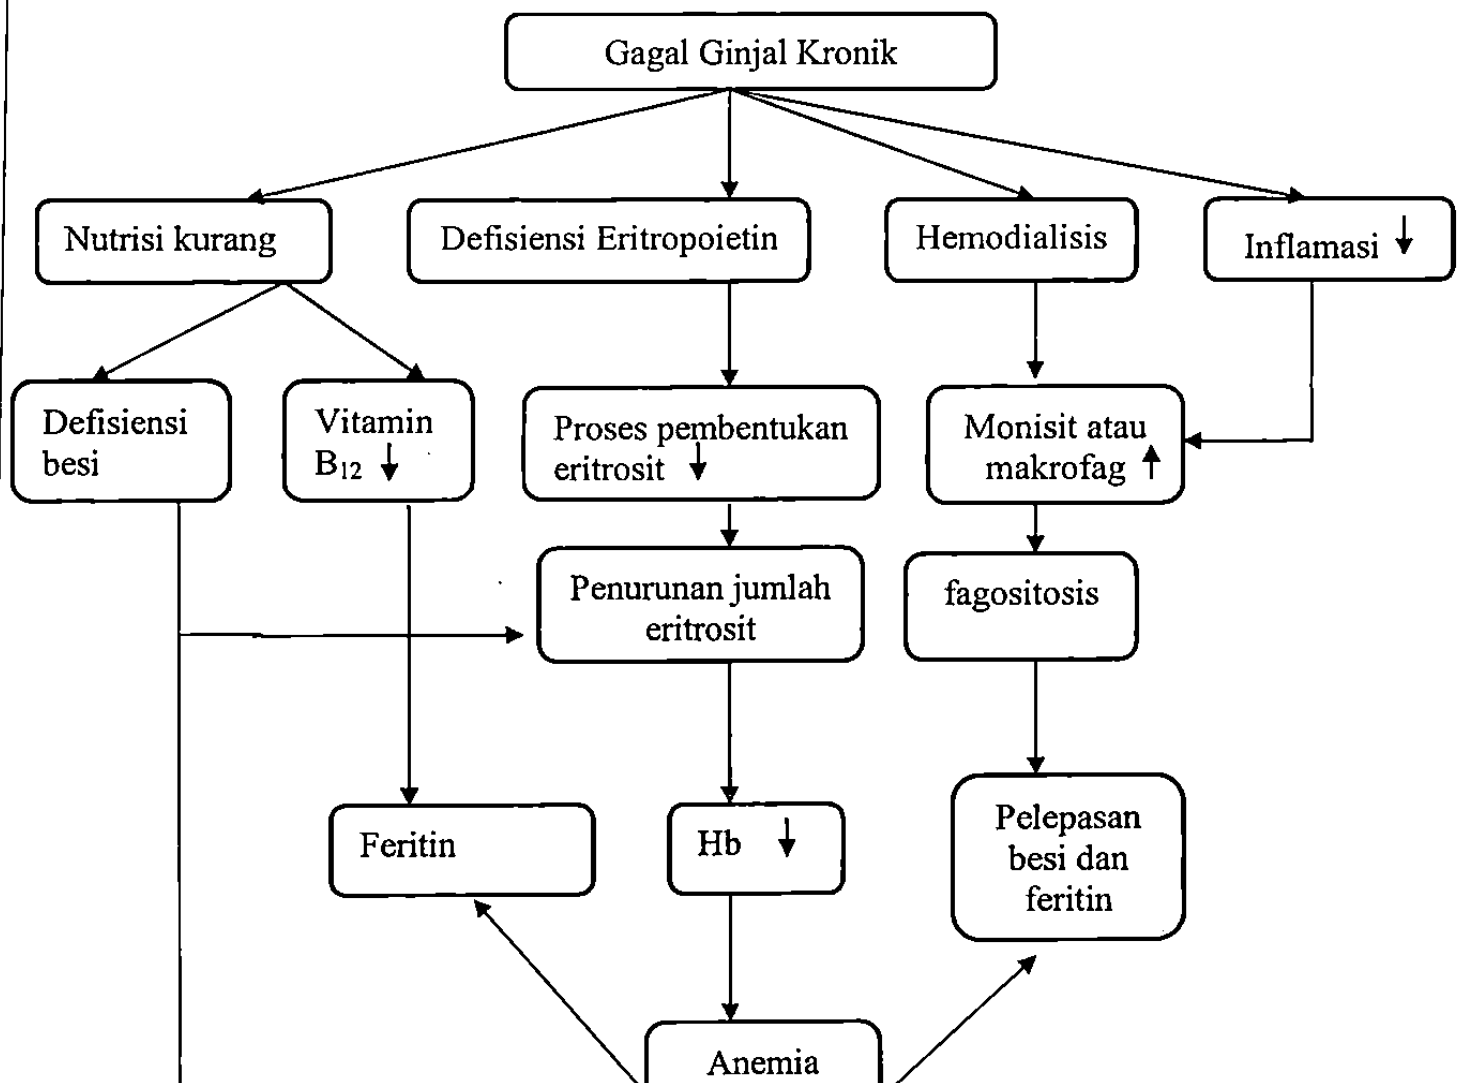 Gagal Ginjal Kronik
Nutrisi kurang
Defisiensi Eritropoietin
Hemodialisis
Inflamasi ↓
Defisiensi
besi
Vitamin
B₁₂ ↓
Proses pembentukan
eritrosit ↓
Monisit atau
makrofag ↑
Penurunan jumlah
eritrosit
fagositosis
Feritin
Hb ↓
Pelepasan
besi dan
feritin
Anemia